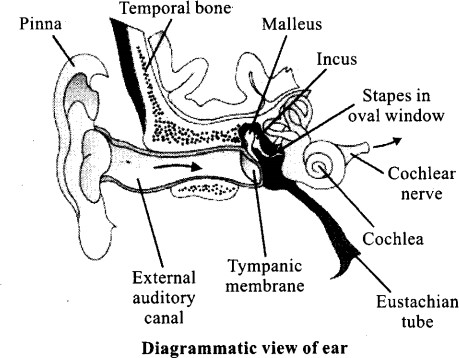 Temporal bone
Pinna
Malleus
Incus
Stapes in
oval window
Cochlear
nerve
Cochlea
Eustachian
tube
Tympanic
membrane
External
auditory
canal
Diagrammatic view of ear